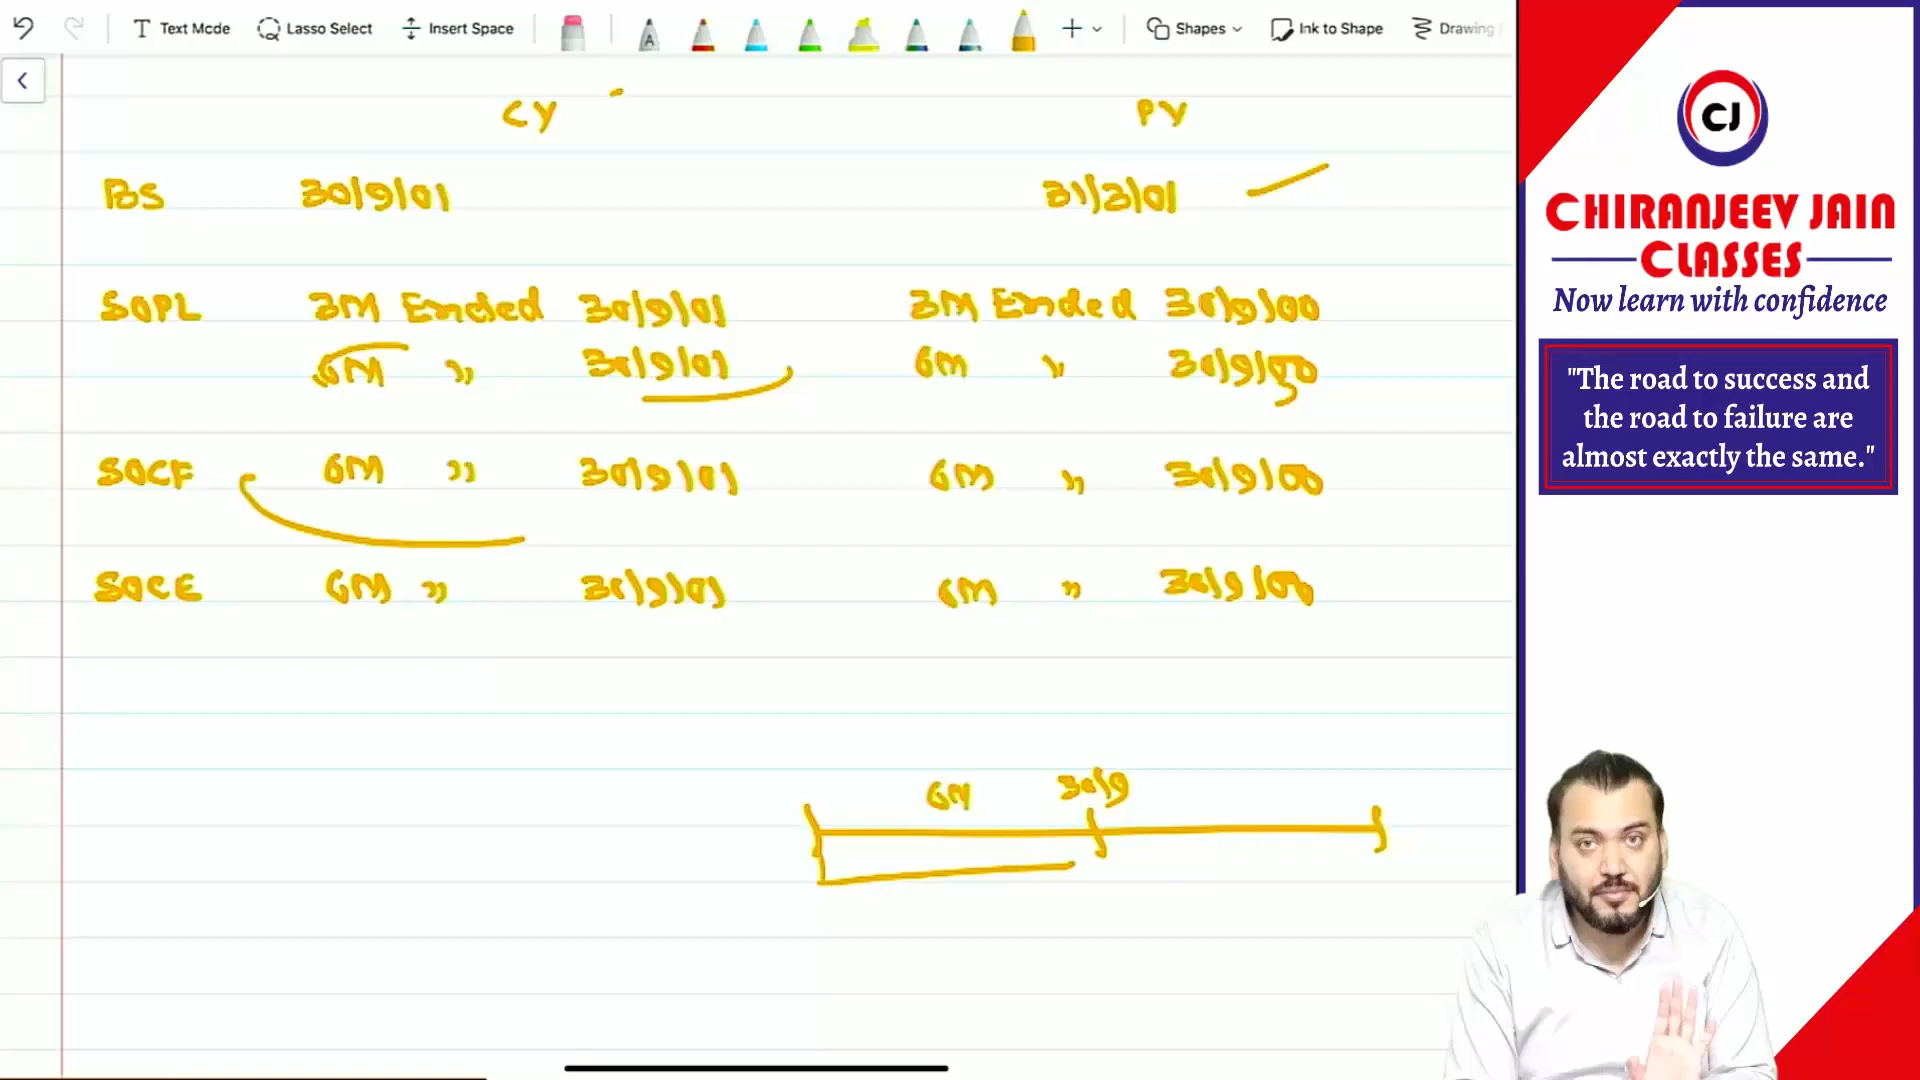 Text Mode Lasso Select Insert Space Shapes Ink to Shape Drawing
A
CY PY
BS 30/9/01 31/3/01
SOPL 3M Ended 30/9/01 3M Ended 30/9/00
6M " 30/9/01 6M " 30/9/00
SOCF 6M " 30/9/01 6M " 30/9/00
SOCE 6M " 30/9/01 6M " 30/9/00
6M 30/9
CJ
CHIRANJEEV JAIN
CLASSES
Now learn with confidence
"The road to success and
the road to failure are
almost exactly the same."